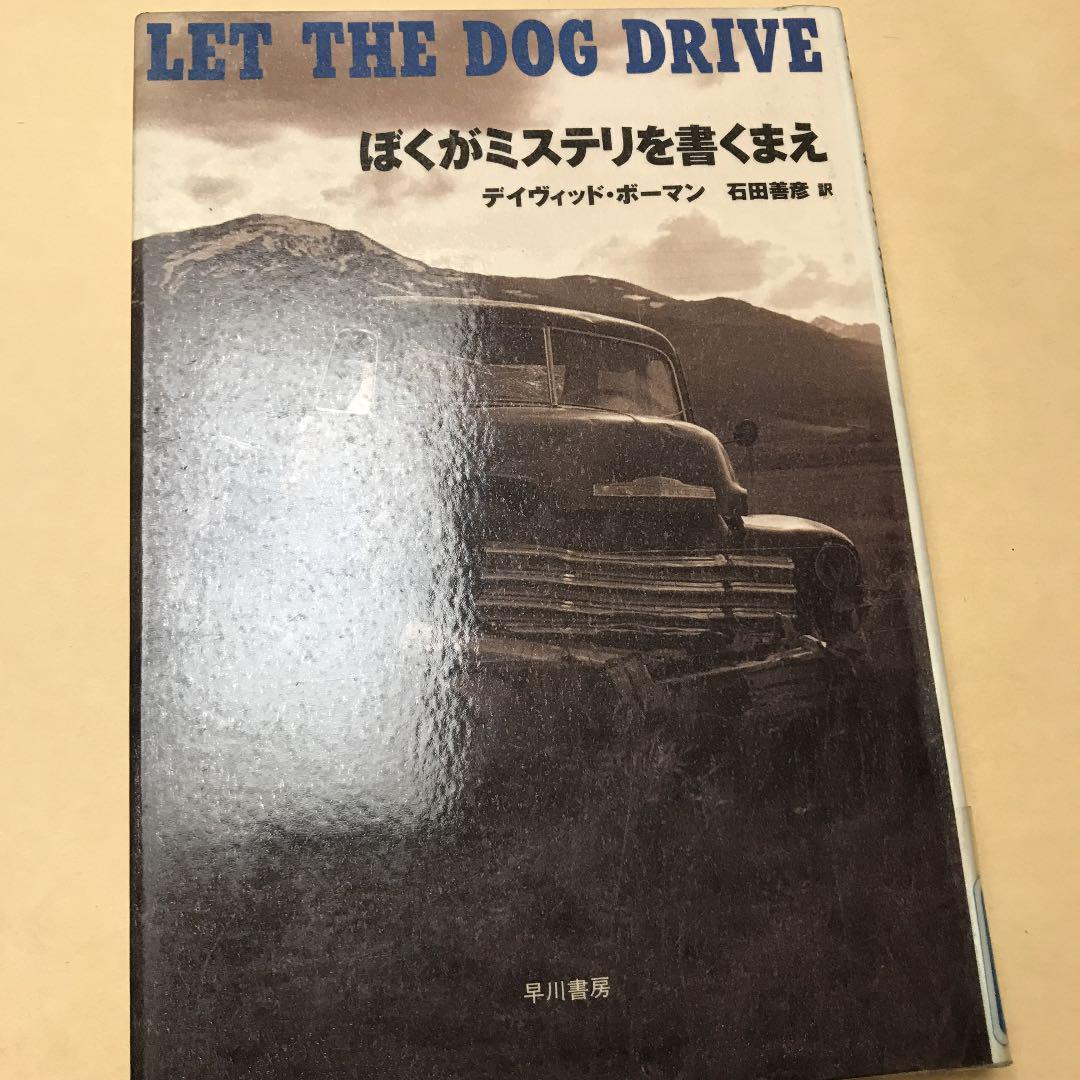 LET THE DOG DRIVE
ぼくがミステリを書くまえ
デイヴィッド・ボーマン 石田善彦 訳
早川書房